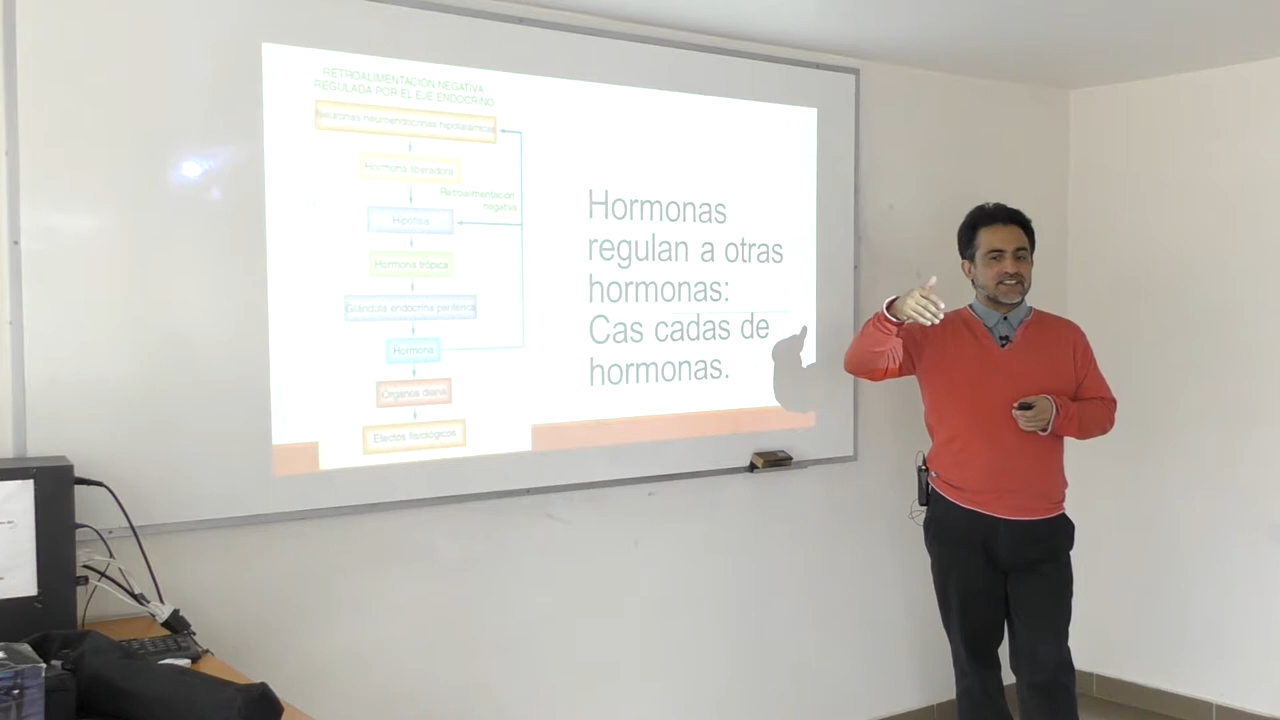 RETROALIMENTACIÓN NEGATIVA
REGULADA POR EL EJE ENDOCRINO
Neuronas neuroendocrinas hipotalámicas
Hormona liberadora
Retroalimentación
negativa
Hipófisis
Hormona trópica
Glándula endocrina periférica
Hormona
Órganos diana
Efectos fisiológicos
Hormonas
regulan a otras
hormonas:
Cas cadas de
hormonas.